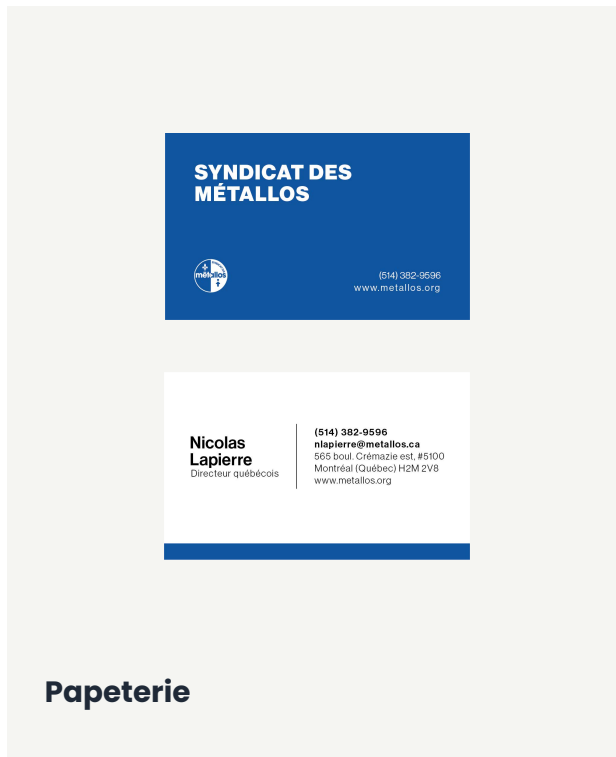 SYNDICAT DES
MÉTALLOS
métallos
(514) 382-9596
www.metallos.org
Nicolas
Lapierre
Directeur québécois
(514) 382-9596
nlapierre@metallos.ca
565 boul. Crémazie est, #5100
Montréal (Québec) H2M 2V8
www.metallos.org
Papeterie